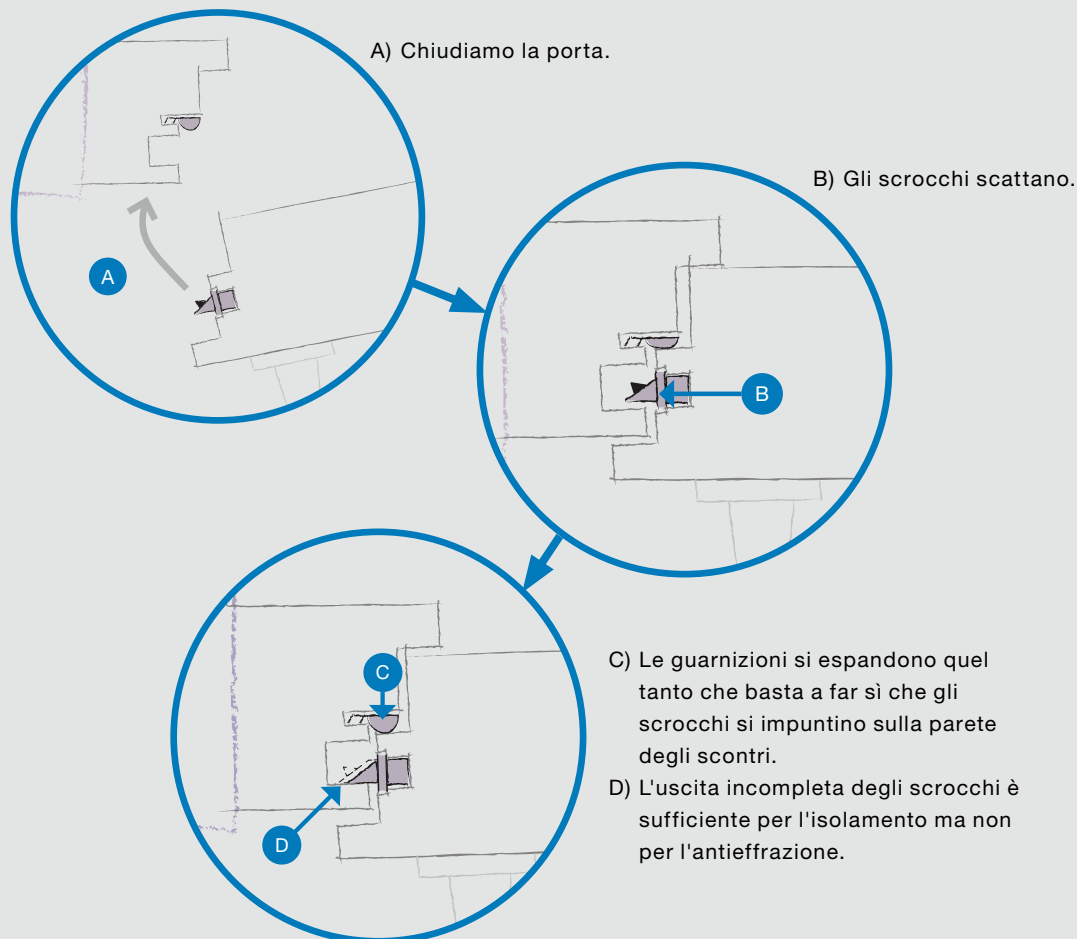 A) Chiudiamo la porta.
A
B) Gli scrocchi scattano.
B
C
C) Le guarnizioni si espandono quel
tanto che basta a far sì che gli
scrocchi si impuntino sulla parete
degli scontri.
D) L'uscita incompleta degli scrocchi è
sufficiente per l'isolamento ma non
per l'antieffrazione.
D